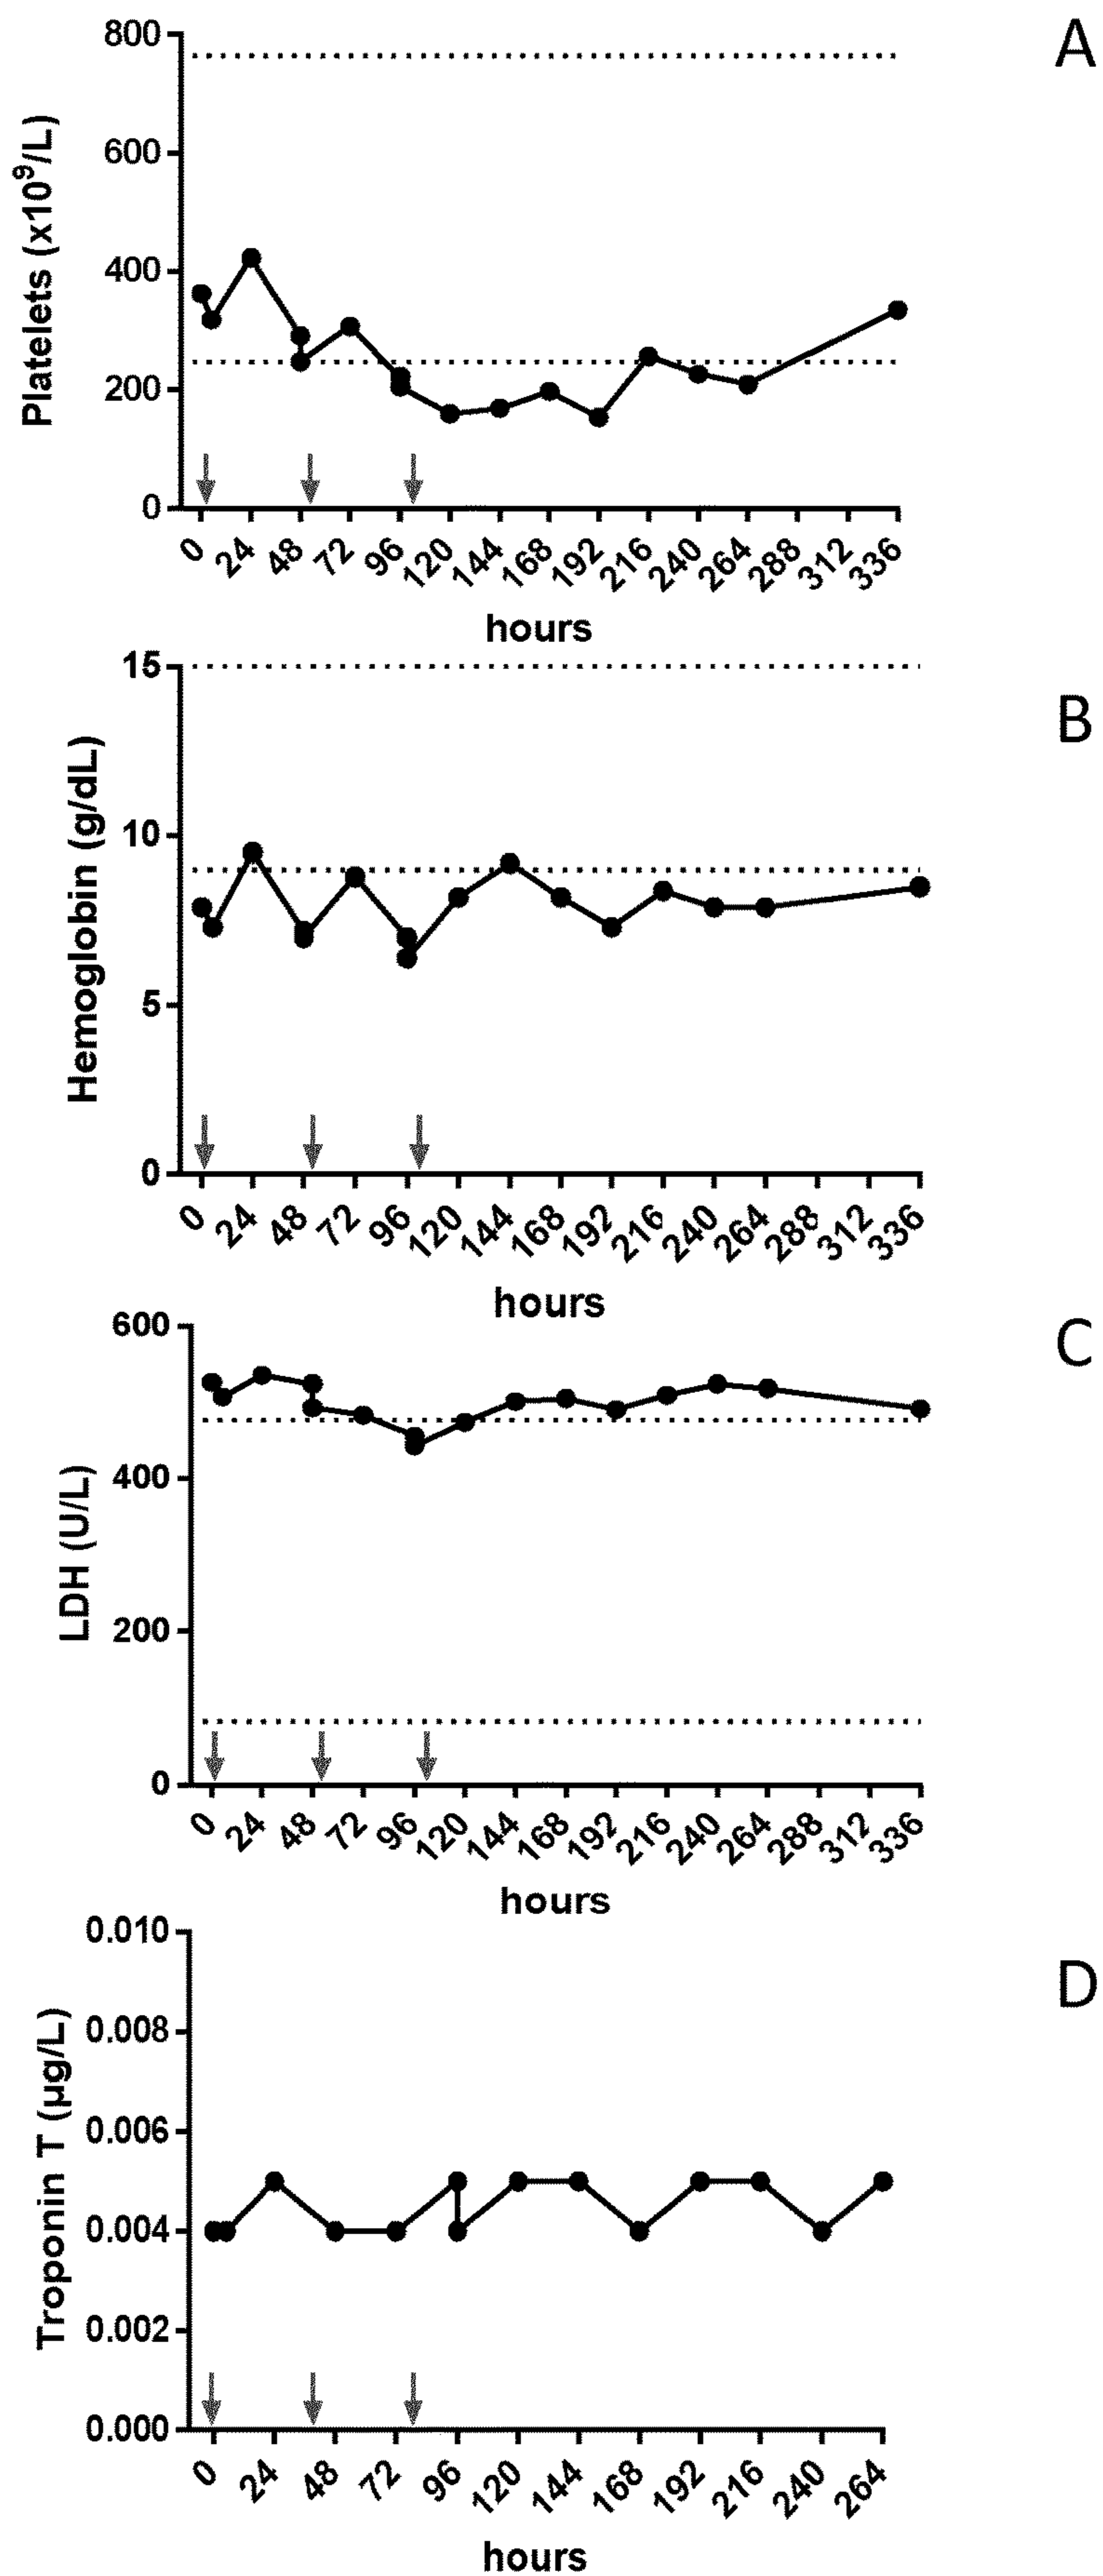 A
Platelets (x10⁹/L)
800
600
400
200
0
0 24 48 72 96 120 144 168 192 216 240 264 288 312 336
hours
B
Hemoglobin (g/dL)
15
10
5
0
0 24 48 72 96 120 144 168 192 216 240 264 288 312 336
hours
C
LDH (U/L)
600
400
200
0
0 24 48 72 96 120 144 168 192 216 240 264 288 312 336
hours
D
Troponin T (µg/L)
0.010
0.008
0.006
0.004
0.002
0.000
0 24 48 72 96 120 144 168 192 216 240 264
hours